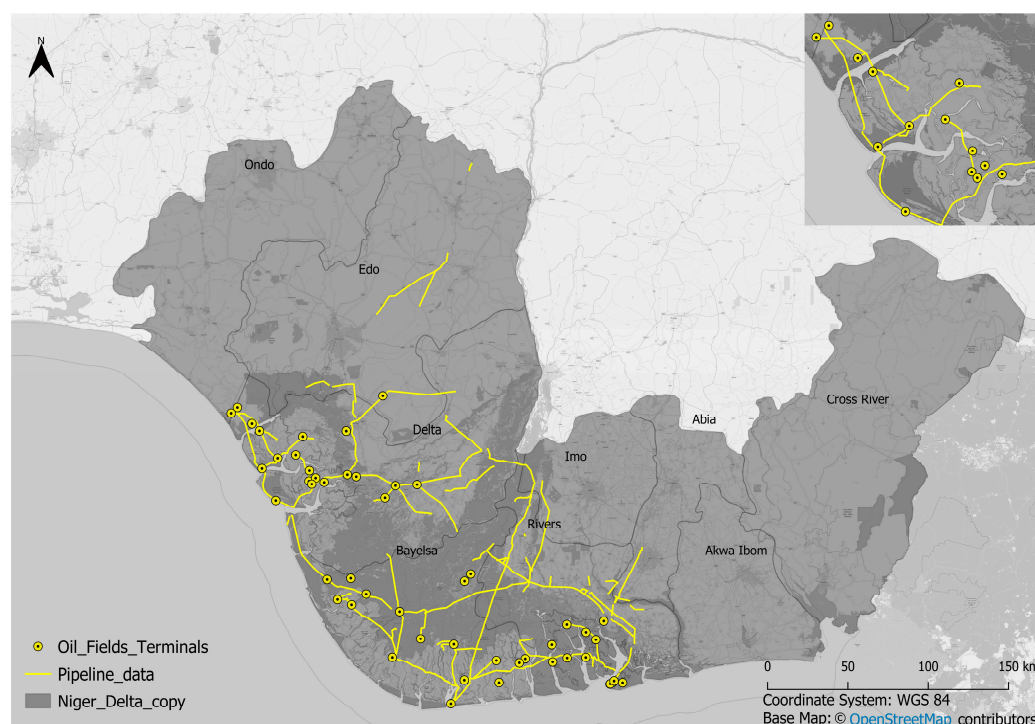 N
Ondo
Edo
Delta
Abia
Cross River
Imo
Rivers
Bayelsa
Akwa Ibom
Oil_Fields_Terminals
Pipeline_data
Niger_Delta_copy
0 50 100 150 km
Coordinate System: WGS 84
Base Map: © OpenStreetMap contributors